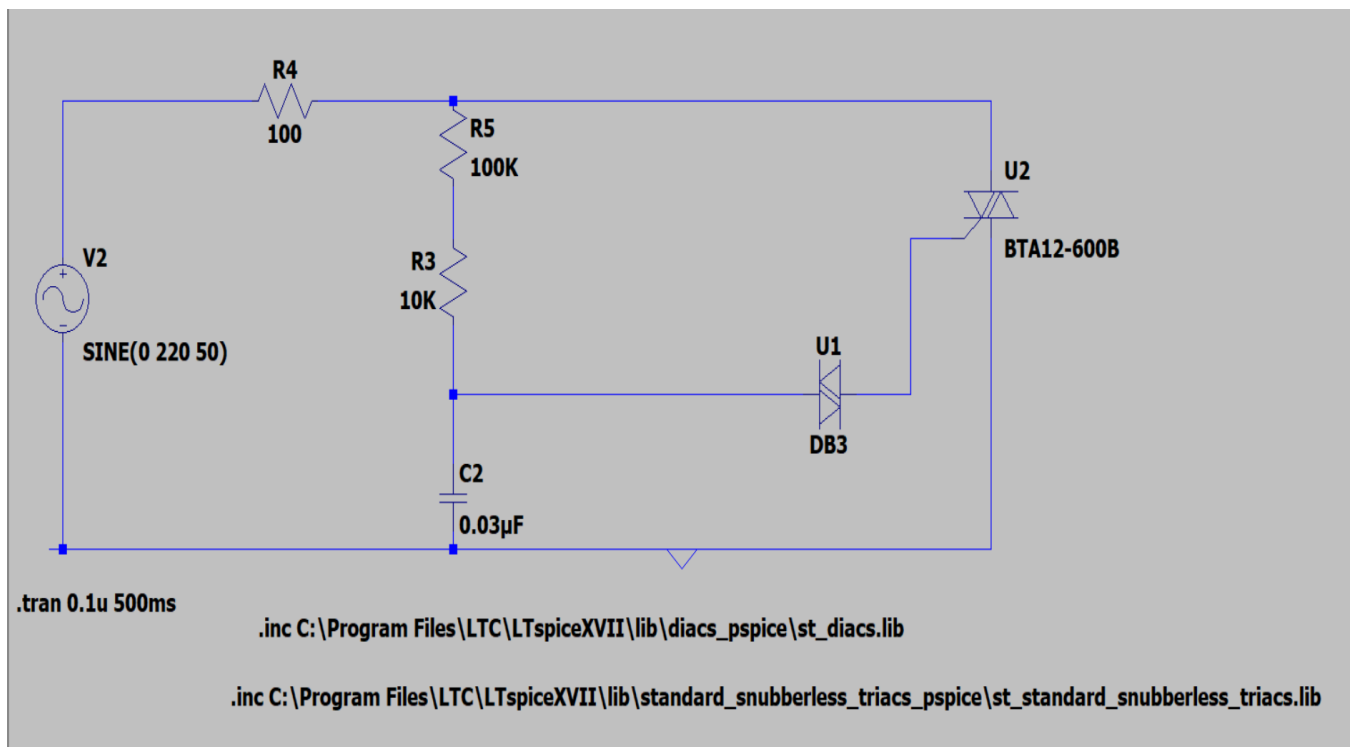 R4
100
R5
100K
U2
BTA12-600B
V2
SINE(0 220 50)
R3
10K
U1
DB3
C2
0.03µF
.tran 0.1u 500ms
.inc C:\Program Files\LTC\LTspiceXVII\lib\diacs_pspice\st_diacs.lib
.inc C:\Program Files\LTC\LTspiceXVII\lib\standard_snubberless_triacs_pspice\st_standard_snubberless_triacs.lib